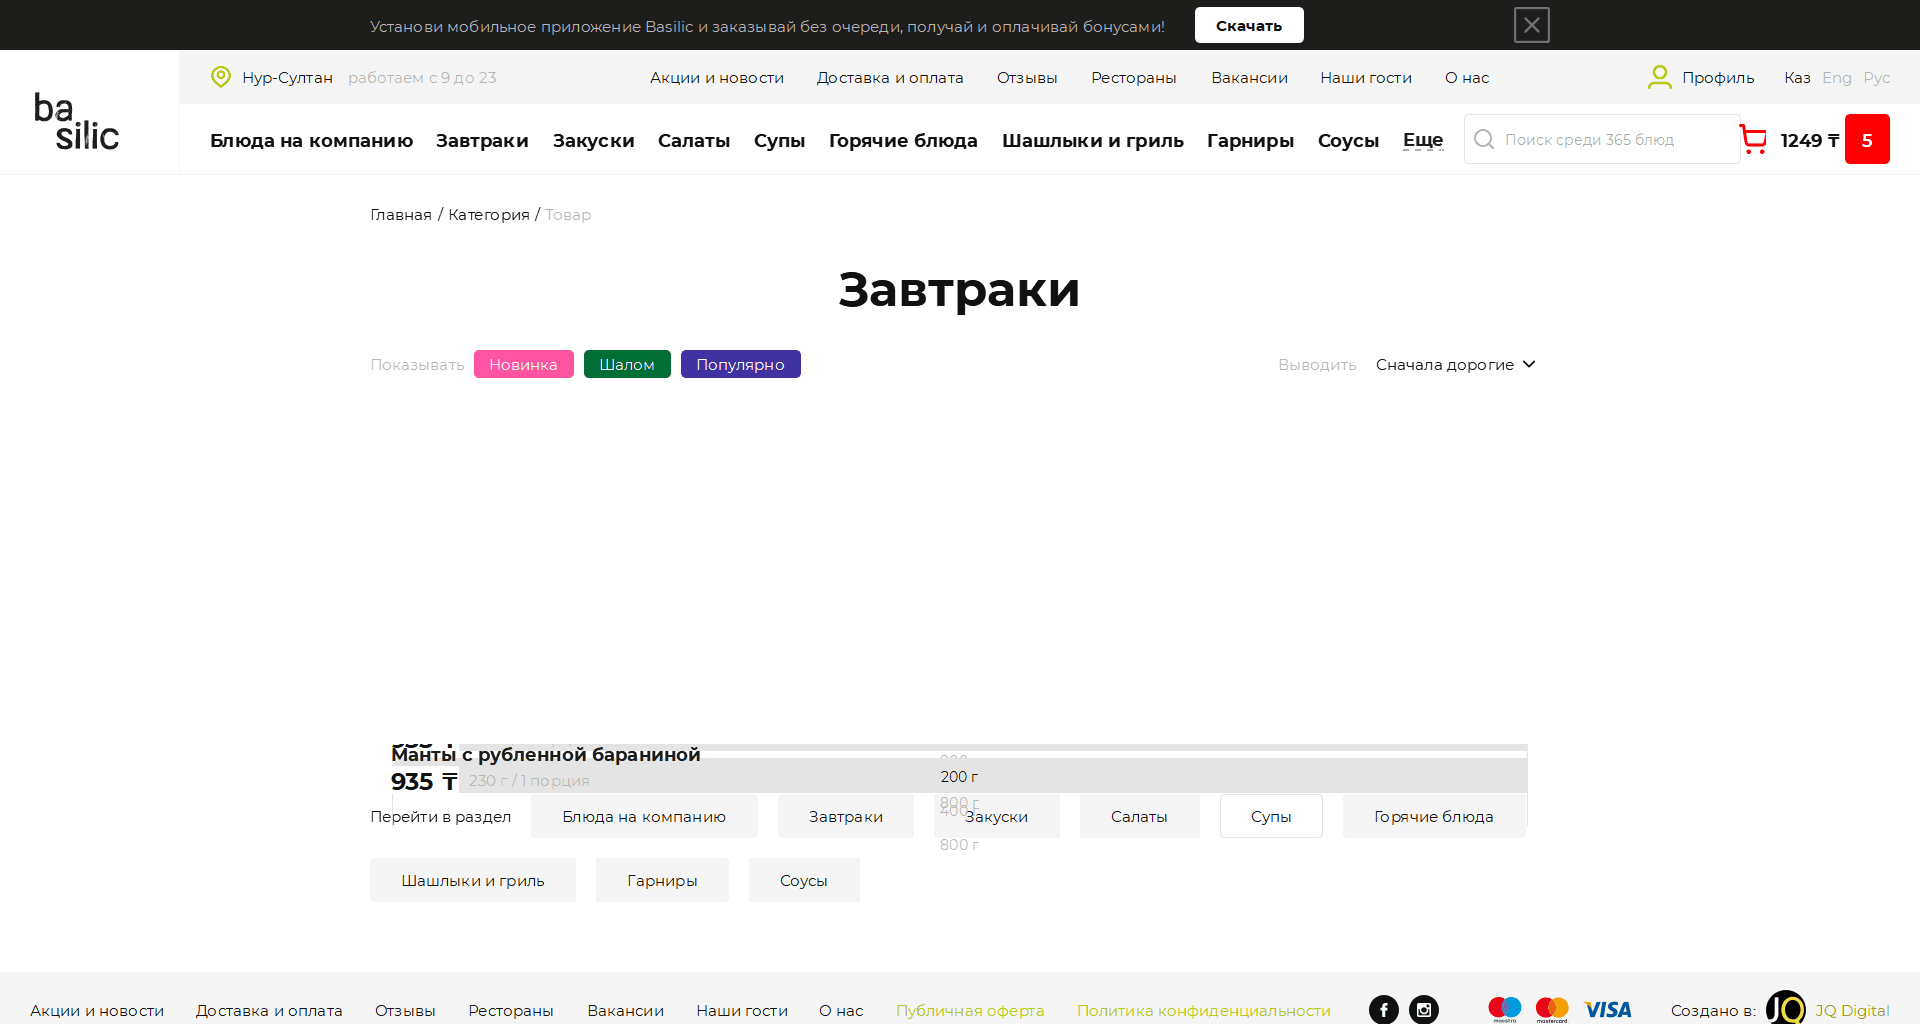 Установи мобильное приложение Basilic и заказывай без очереди, получай и оплачивай бонусами! Скачать
Нур-Султан работаем с 9 до 23 Акции и новости Доставка и оплата Отзывы Рестораны Вакансии Наши гости О нас Профиль Каз Eng Рус
ba
silic
Блюда на компанию Завтраки Закуски Салаты Супы Горячие блюда Шашлыки и гриль Гарниры Соусы Еще Поиск среди 365 блюд 1249 ₸ 5
Главная / Категория / Товар
Завтраки
Показывать Новинка Шалом Популярно Выводить Сначала дорогие
Манты с рубленной бараниной
935 ₸ 230 г / 1 порция 200 г
800 г
400 г
Перейти в раздел Блюда на компанию Завтраки Закуски Салаты Супы Горячие блюда
800 г
Шашлыки и гриль Гарниры Соусы
Акции и новости Доставка и оплата Отзывы Рестораны Вакансии Наши гости О нас Публичная оферта Политика конфиденциальности maestro mastercard VISA Создано в: JQ JQ Digital